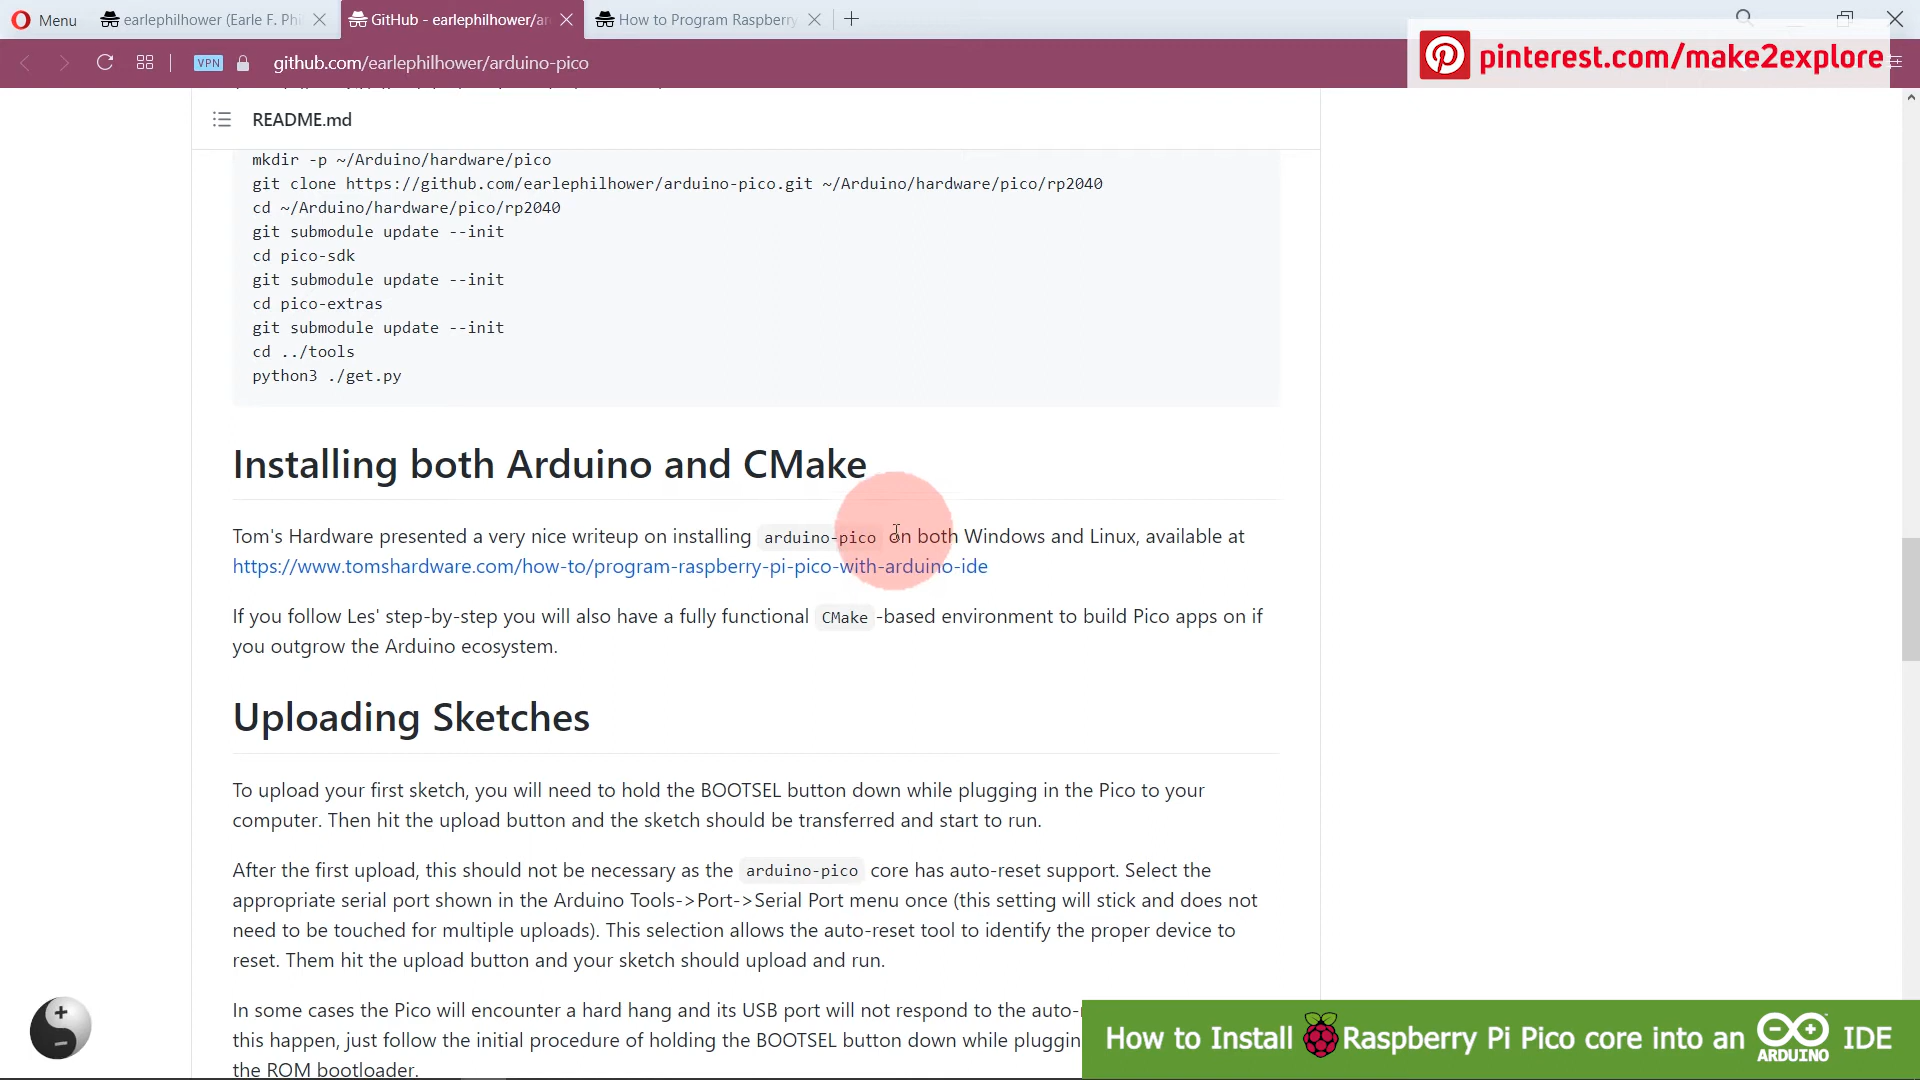 Menu
earlephilhower (Earle F. Phi
GitHub - earlephilhower/ar
How to Program Raspberry
VPN
github.com/earlephilhower/arduino-pico
pinterest.com/make2explore
README.md
mkdir -p ~/Arduino/hardware/pico
git clone https://github.com/earlephilhower/arduino-pico.git ~/Arduino/hardware/pico/rp2040
cd ~/Arduino/hardware/pico/rp2040
git submodule update --init
cd pico-sdk
git submodule update --init
cd pico-extras
git submodule update --init
cd ../tools
python3 ./get.py
Installing both Arduino and CMake
Tom's Hardware presented a very nice writeup on installing arduino-pico on both Windows and Linux, available at
https://www.tomshardware.com/how-to/program-raspberry-pi-pico-with-arduino-ide
If you follow Les' step-by-step you will also have a fully functional CMake -based environment to build Pico apps on if
you outgrow the Arduino ecosystem.
Uploading Sketches
To upload your first sketch, you will need to hold the BOOTSEL button down while plugging in the Pico to your
computer. Then hit the upload button and the sketch should be transferred and start to run.
After the first upload, this should not be necessary as the arduino-pico core has auto-reset support. Select the
appropriate serial port shown in the Arduino Tools->Port->Serial Port menu once (this setting will stick and does not
need to be touched for multiple uploads). This selection allows the auto-reset tool to identify the proper device to
reset. Them hit the upload button and your sketch should upload and run.
In some cases the Pico will encounter a hard hang and its USB port will not respond to the auto-
this happen, just follow the initial procedure of holding the BOOTSEL button down while pluggin
the ROM bootloader.
How to Install Raspberry Pi Pico core into an ARDUINO IDE